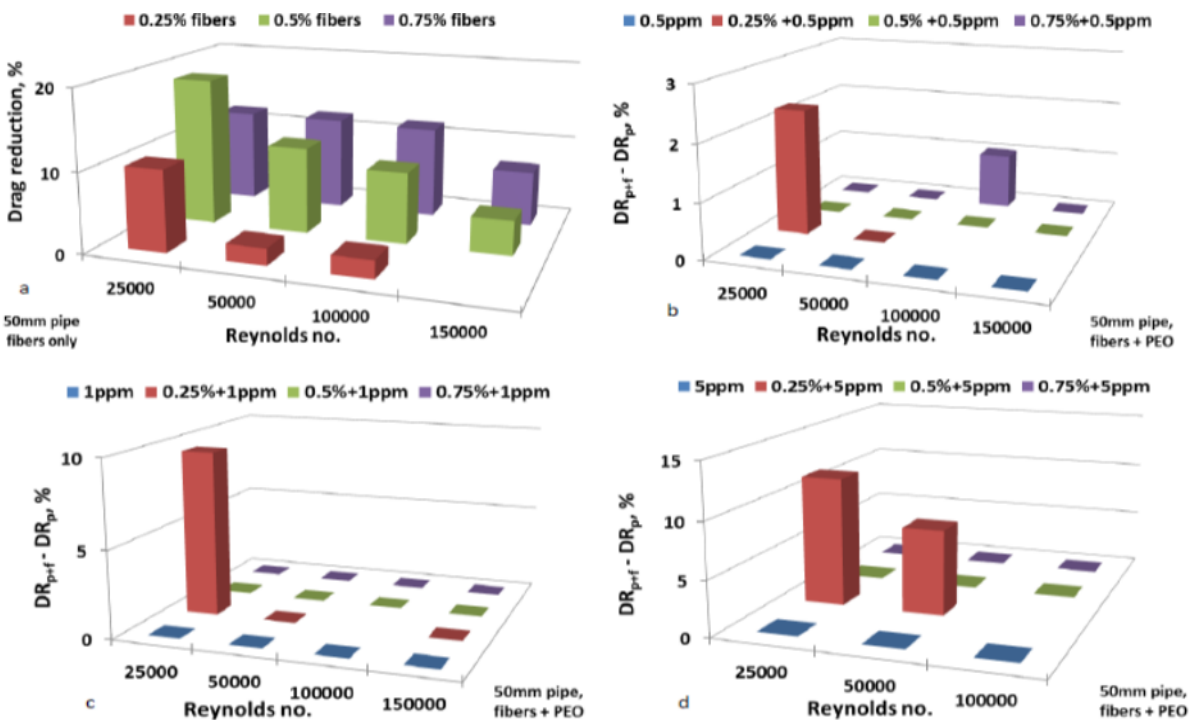 0.25% fibers 0.5% fibers 0.75% fibers
Drag reduction, %
20
10
0
25000
50000
100000
150000
Reynolds no.
a
50mm pipe
fibers only
0.5ppm 0.25% +0.5ppm 0.5% +0.5ppm 0.75%+0.5ppm
DRp+f - DRp, %
3
2
1
0
25000
50000
100000
150000
Reynolds no.
b
50mm pipe,
fibers + PEO
1ppm 0.25%+1ppm 0.5%+1ppm 0.75%+1ppm
DRp+f - DRp, %
10
5
0
25000
50000
100000
150000
Reynolds no.
c
50mm pipe,
fibers + PEO
5ppm 0.25%+5ppm 0.5%+5ppm 0.75%+5ppm
DRp+f - DRp, %
15
10
5
0
25000
50000
100000
Reynolds no.
d
50mm pipe,
fibers + PEO